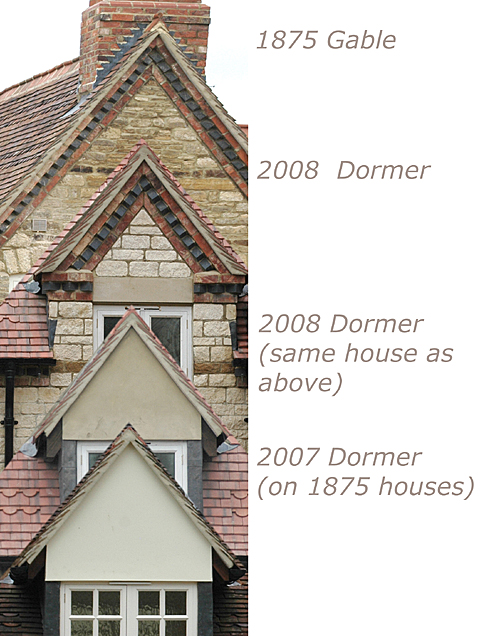 1875 Gable
2008 Dormer
2008 Dormer
(same house as
above)
2007 Dormer
(on 1875 houses)